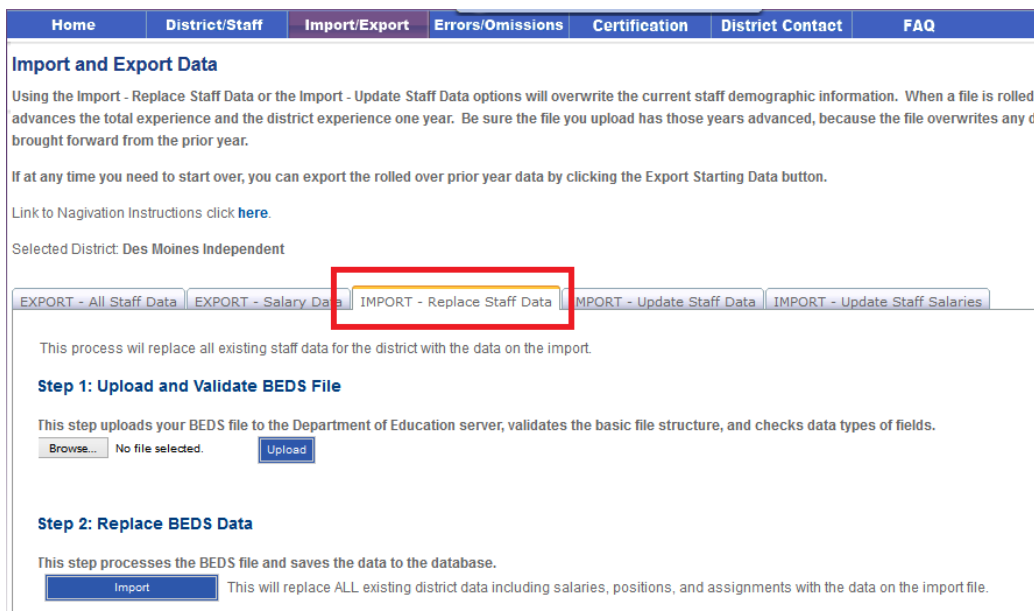 Home District/Staff Import/Export Errors/Omissions Certification District Contact FAQ
Import and Export Data
Using the Import - Replace Staff Data or the Import - Update Staff Data options will overwrite the current staff demographic information. When a file is rolled
advances the total experience and the district experience one year. Be sure the file you upload has those years advanced, because the file overwrites any
brought forward from the prior year.
If at any time you need to start over, you can export the rolled over prior year data by clicking the Export Starting Data button.
Link to Nagivation Instructions click here.
Selected District: Des Moines Independent
EXPORT - All Staff Data EXPORT - Salary Data IMPORT - Replace Staff Data MPORT - Update Staff Data IMPORT - Update Staff Salaries
This process wil replace all existing staff data for the district with the data on the import.
Step 1: Upload and Validate BEDS File
This step uploads your BEDS file to the Department of Education server, validates the basic file structure, and checks data types of fields.
Browse... No file selected. Upload
Step 2: Replace BEDS Data
This step processes the BEDS file and saves the data to the database.
Import This will replace ALL existing district data including salaries, positions, and assignments with the data on the import file.